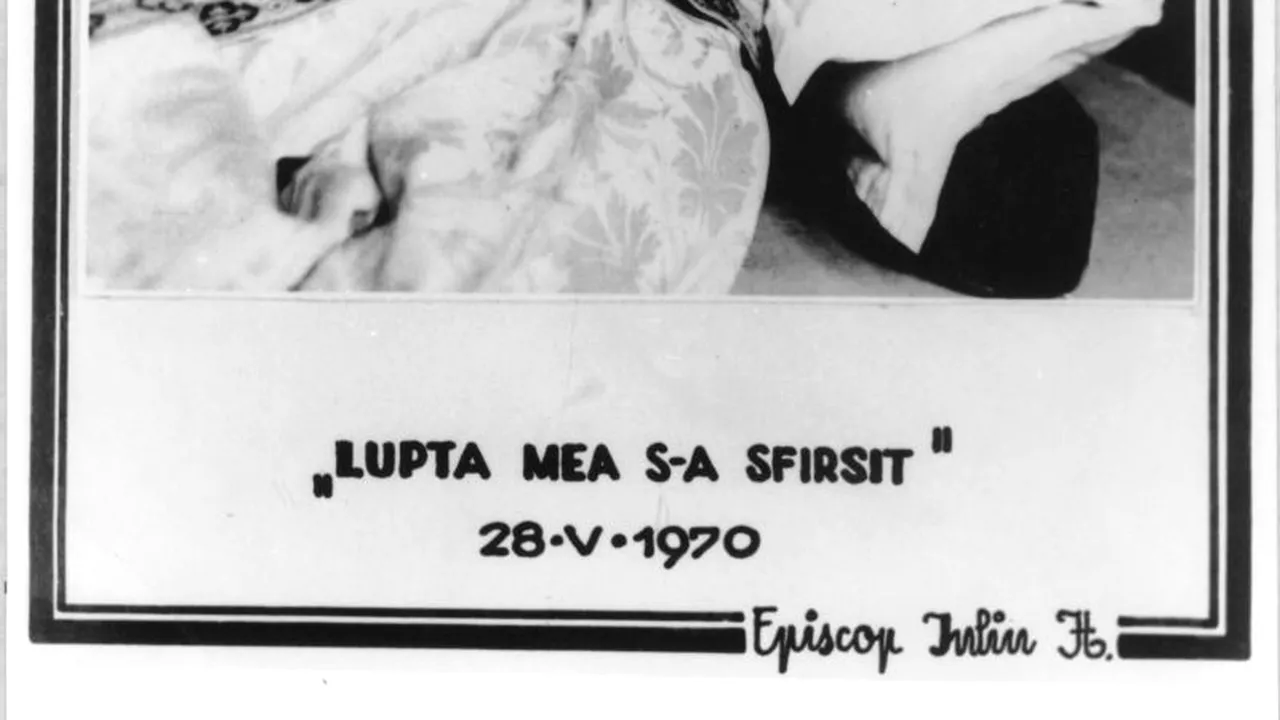 „LUPTA MEA S-A SFIRSIT"
28·V·1970
Episcop Iuliu H.